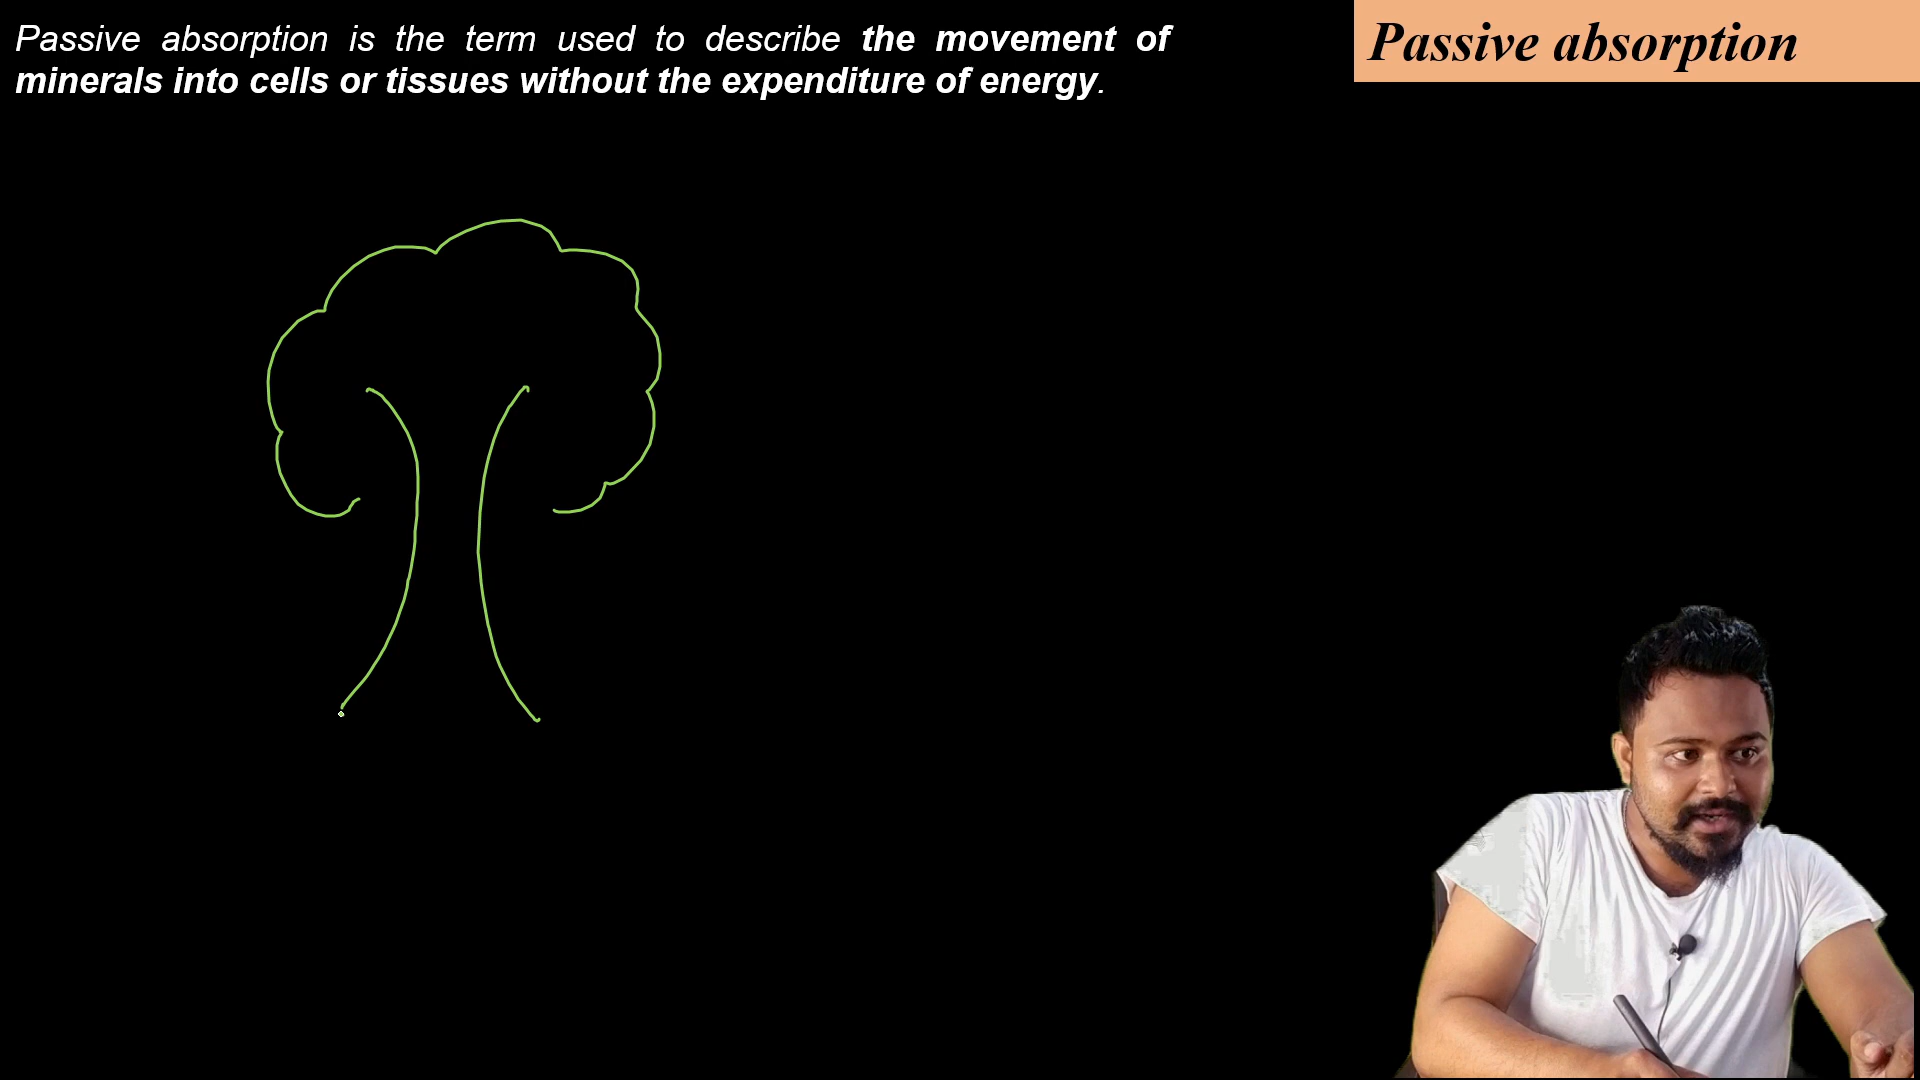 Passive absorption is the term used to describe the movement of
minerals into cells or tissues without the expenditure of energy.
Passive absorption